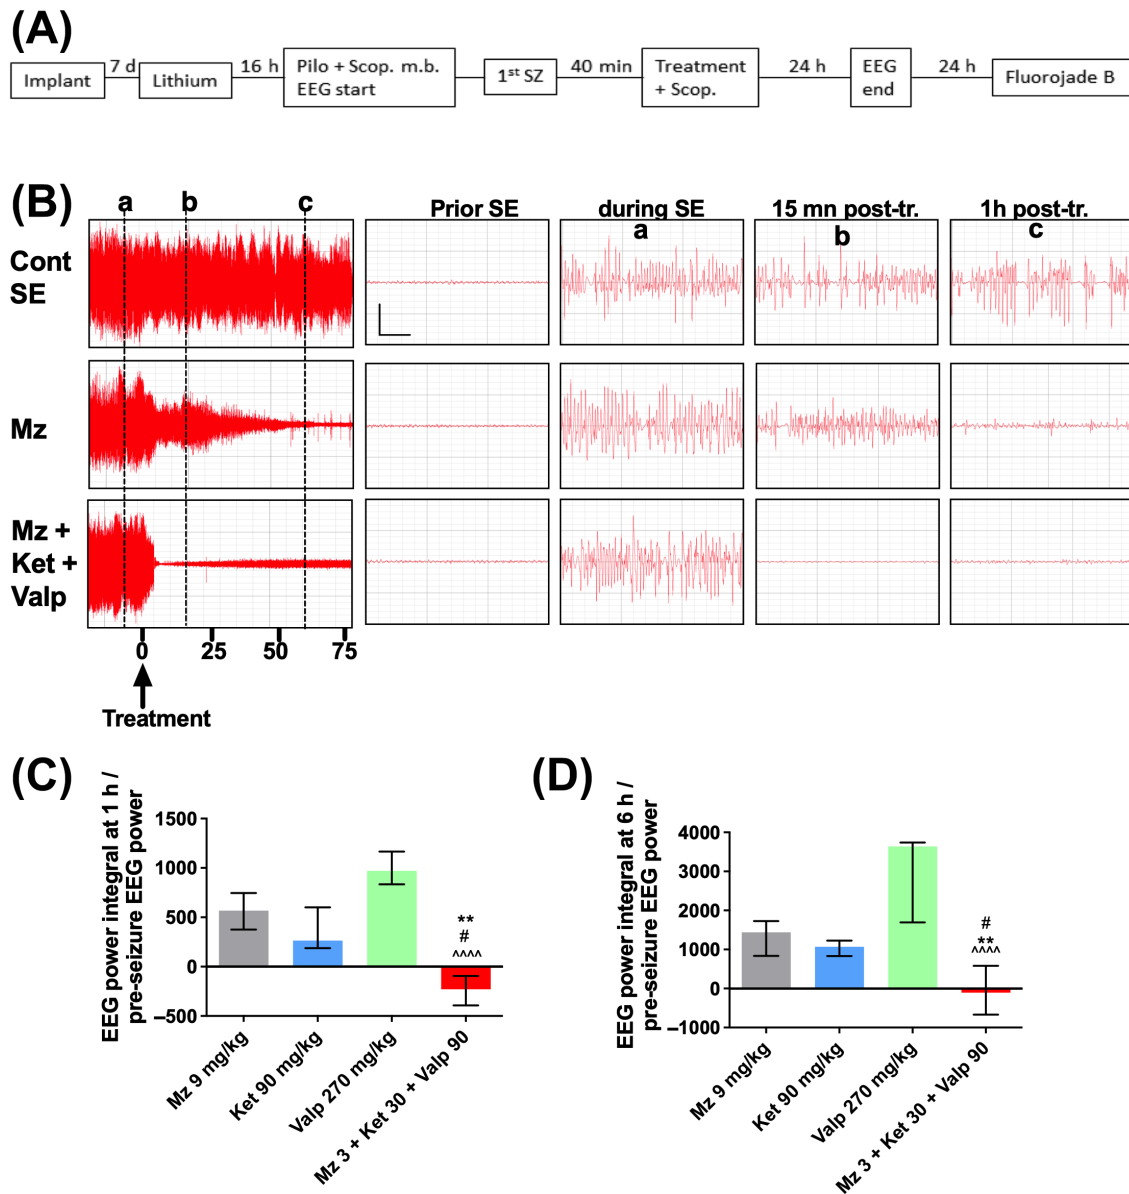 (A)
Implant
7 d
Lithium
16 h
Pilo + Scop. m.b.
EEG start
1st SZ
40 min
Treatment
+ Scop.
24 h
EEG
end
24 h
Fluorojade B
(B)
a b c
Prior SE
during SE
a
15 mn post-tr.
b
1h post-tr.
c
Cont
SE
Mz
Mz +
Ket +
Valp
0 25 50 75
Treatment
(C)
EEG power integral at 1 h /
pre-seizure EEG power
1500
1000
500
0
–500
**
#
^^^^
Mz 9 mg/kg
Ket 90 mg/kg
Valp 270 mg/kg
Mz 3 + Ket 30 + Valp 90
(D)
EEG power integral at 6 h /
pre-seizure EEG power
4000
3000
2000
1000
0
–1000
#
**
^^^^
Mz 9 mg/kg
Ket 90 mg/kg
Valp 270 mg/kg
Mz 3 + Ket 30 + Valp 90